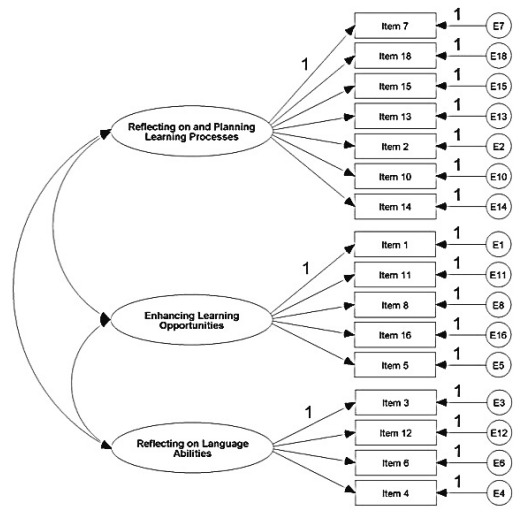 1
Item 7
1
E7
Item 18
1
E18
Item 15
1
E15
Item 13
1
E13
Item 2
1
E2
Item 10
1
E10
Item 14
1
E14
Reflecting on and Planning
Learning Processes
1
Item 1
1
E1
Item 11
1
E11
Item 8
1
E8
Item 16
1
E16
Item 5
1
E5
Enhancing Learning
Opportunities
1
Item 3
1
E3
Item 12
1
E12
Item 6
1
E6
Item 4
1
E4
Reflecting on Language
Abilities